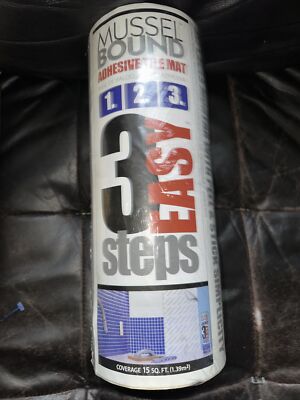 MUSSEL
BOUND
ADHESIVE TILE MAT
1. 2. 3.
3 EASY
steps
COVERAGE 15 SQ. FT. (1.39m²)